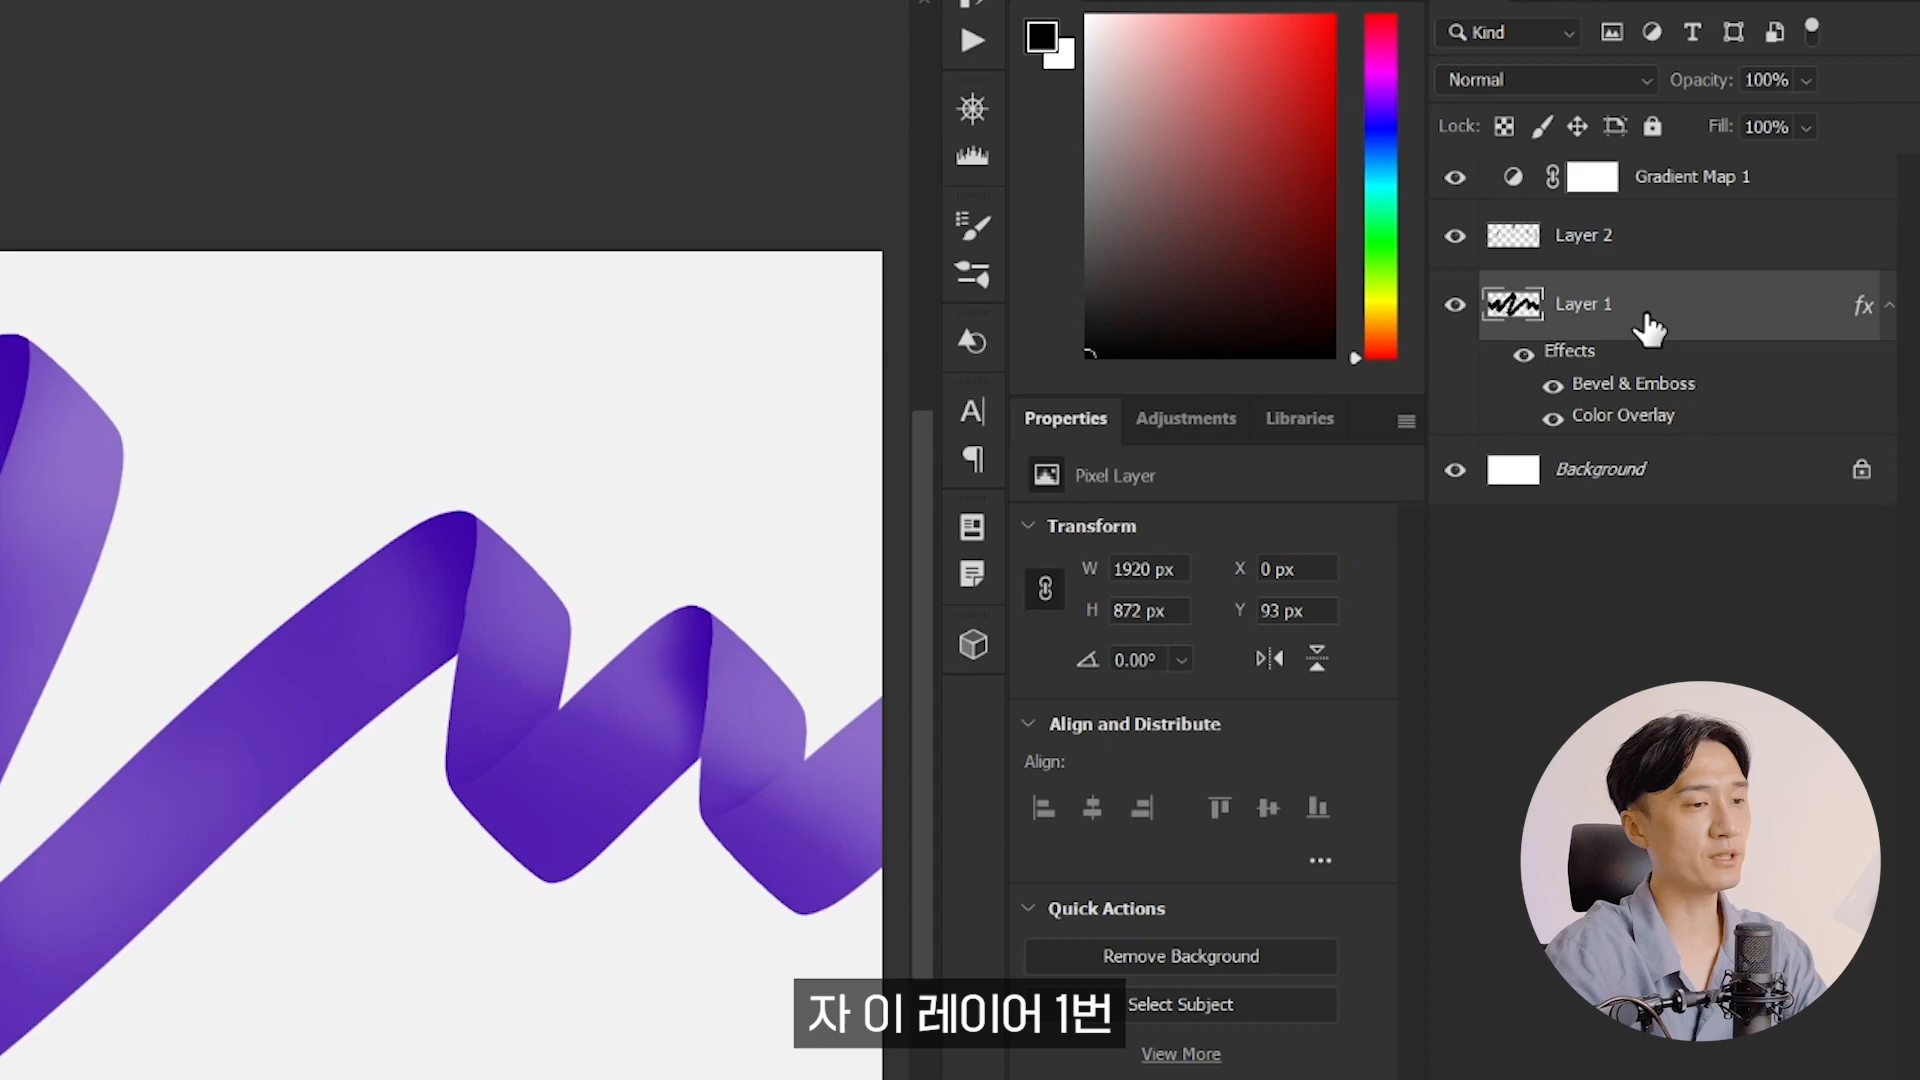 Kind
Normal
Opacity: 100%
Lock:
Fill: 100%
Gradient Map 1
Layer 2
Layer 1
fx
Effects
Bevel & Emboss
Color Overlay
Background
Properties
Adjustments
Libraries
Pixel Layer
Transform
W 1920 px
X 0 px
H 872 px
Y 93 px
0.00°
Align and Distribute
Align:
Quick Actions
Remove Background
Select Subject
View More
자 이 레이어 1번